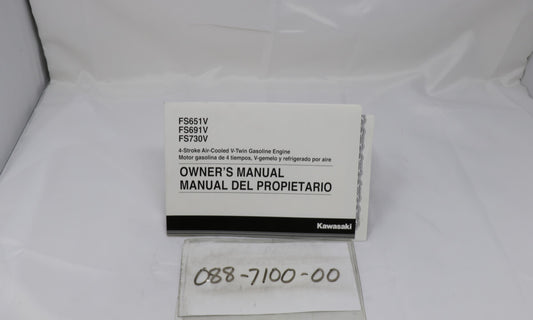 FS651V
FS691V
FS730V
4-Stroke Air-Cooled V-Twin Gasoline Engine
Motor gasolina de 4 tiempos, V-gemelo y refrigerado por aire
OWNER'S MANUAL
MANUAL DEL PROPIETARIO
Kawasaki
088-7100-00